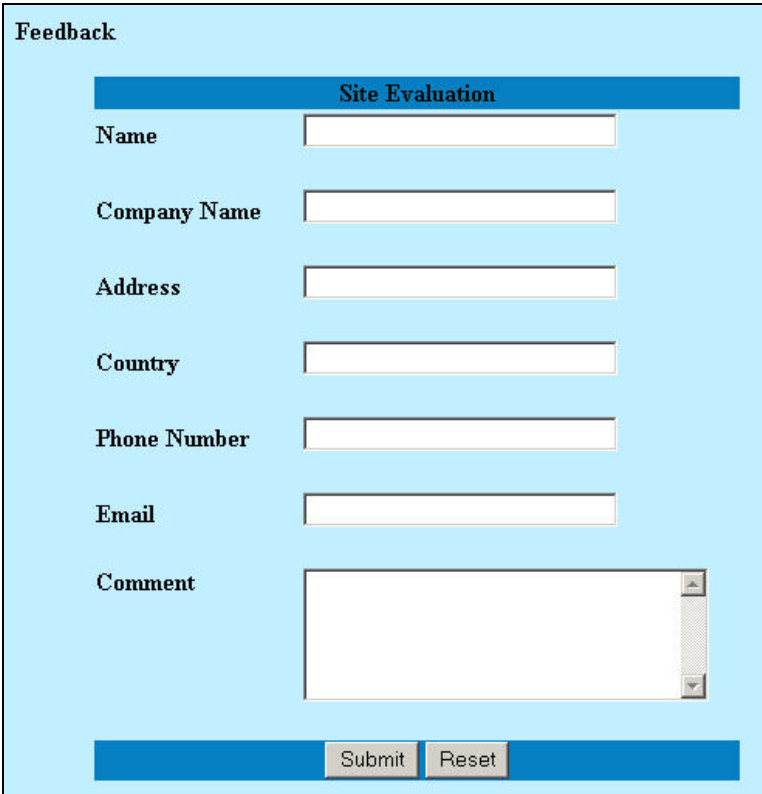 Feedback
Site Evaluation
Name
Company Name
Address
Country
Phone Number
Email
Comment
Submit Reset